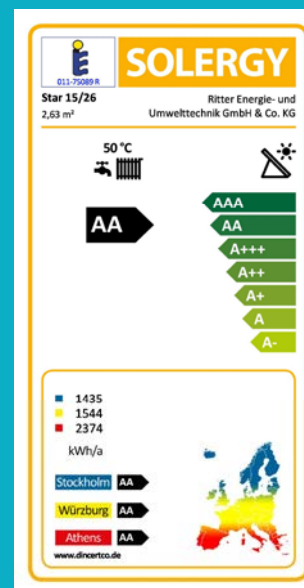 011-7S089 R
SOLERGY
Star 15/26
Ritter Energie- und
2,63 m²
Umwelttechnik GmbH & Co. KG
50 °C
AA
AAA
AA
A+++
A++
A+
A
A-
1435
1544
2374
kWh/a
Stockholm AA
Würzburg AA
Athens AA
www.dincertco.de